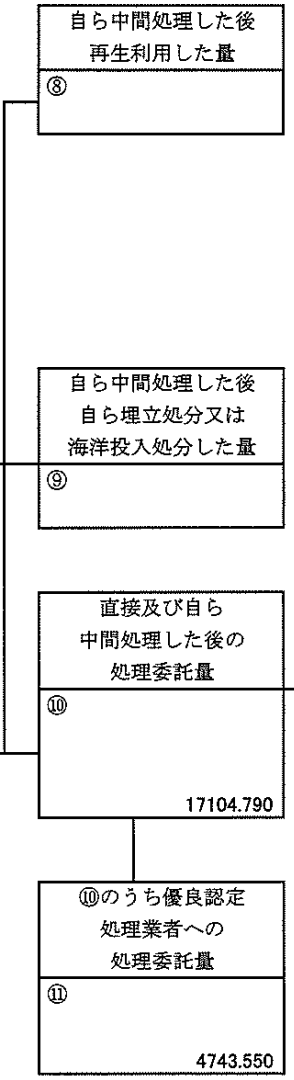 自ら中間処理した後
再生利用した量
⑧
自ら中間処理した後
自ら埋立処分又は
海洋投入処分した量
⑨
直接及び自ら
中間処理した後の
処理委託量
⑩
17104.790
⑩のうち優良認定
処理業者への
処理委託量
⑪
4743.550